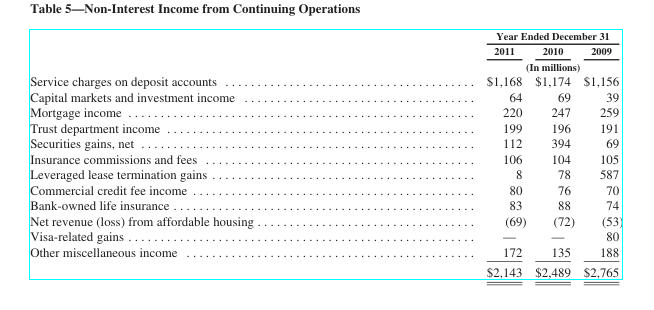 Table 5—Non-Interest Income from Continuing Operations
Year Ended December 31
2011 2010 2009
(In millions)
Service charges on deposit accounts ........................................ $1,168 $1,174 $1,156
Capital markets and investment income ........................................ 64 69 39
Mortgage income ........................................ 220 247 259
Trust department income ........................................ 199 196 191
Securities gains, net ........................................ 112 394 69
Insurance commissions and fees ........................................ 106 104 105
Leveraged lease termination gains ........................................ 8 78 587
Commercial credit fee income ........................................ 80 76 70
Bank-owned life insurance ........................................ 83 88 74
Net revenue (loss) from affordable housing ........................................ (69) (72) (53)
Visa-related gains ........................................ — — 80
Other miscellaneous income ........................................ 172 135 188
$2,143 $2,489 $2,765